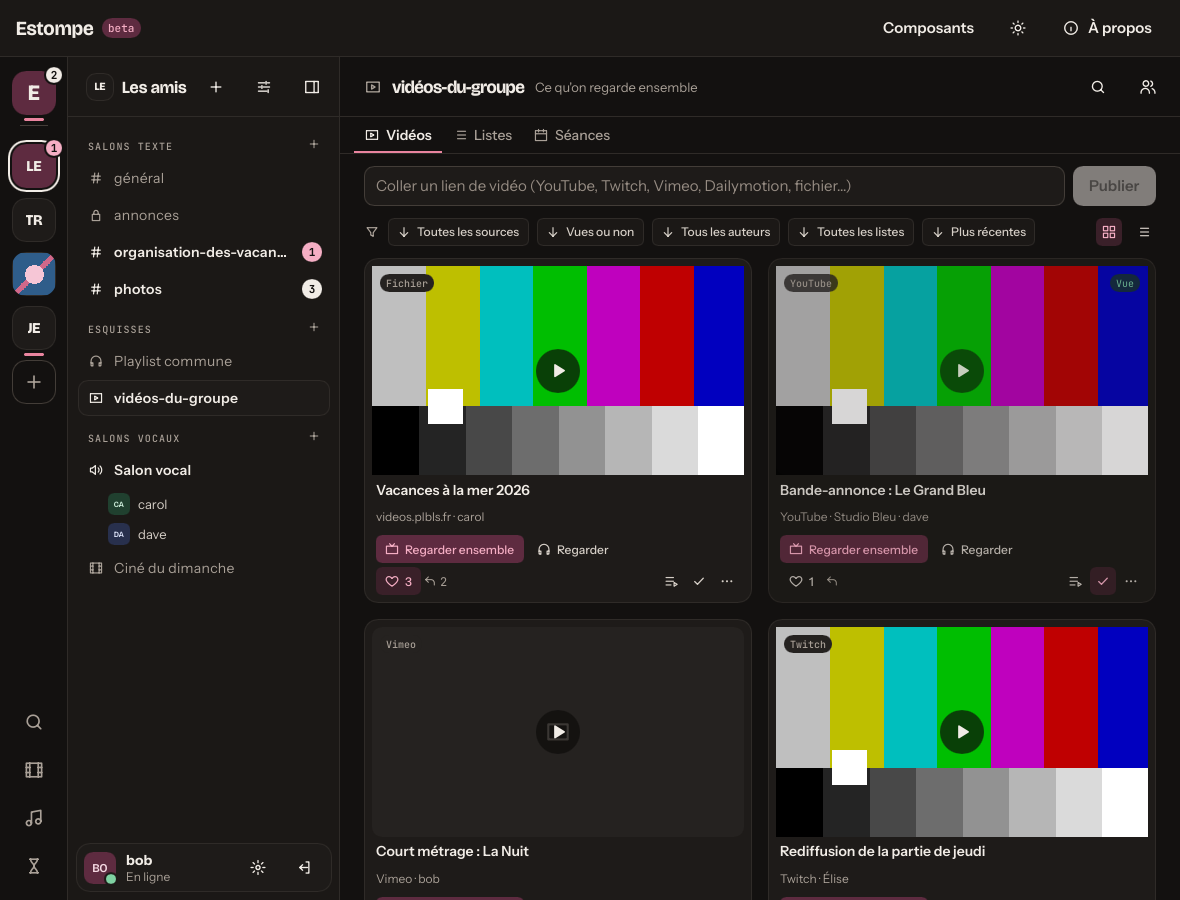 Estompe beta
Composants
À propos
E 2
LE 1
TR
JE
LE Les amis
SALONS TEXTE
général
annonces
organisation-des-vacan... 1
photos 3
ESQUISSES
Playlist commune
vidéos-du-groupe
SALONS VOCAUX
Salon vocal
CA carol
DA dave
Ciné du dimanche
BO bob
En ligne
vidéos-du-groupe Ce qu'on regarde ensemble
Vidéos Listes Séances
Coller un lien de vidéo (YouTube, Twitch, Vimeo, Dailymotion, fichier…) Publier
Toutes les sources Vues ou non Tous les auteurs Toutes les listes Plus récentes
Fichier
Vacances à la mer 2026
videos.plbls.fr · carol
Regarder ensemble Regarder
3 2
YouTube Vue
Bande-annonce : Le Grand Bleu
YouTube · Studio Bleu · dave
Regarder ensemble Regarder
1
Vimeo
Court métrage : La Nuit
Vimeo · bob
Twitch
Rediffusion de la partie de jeudi
Twitch · Élise